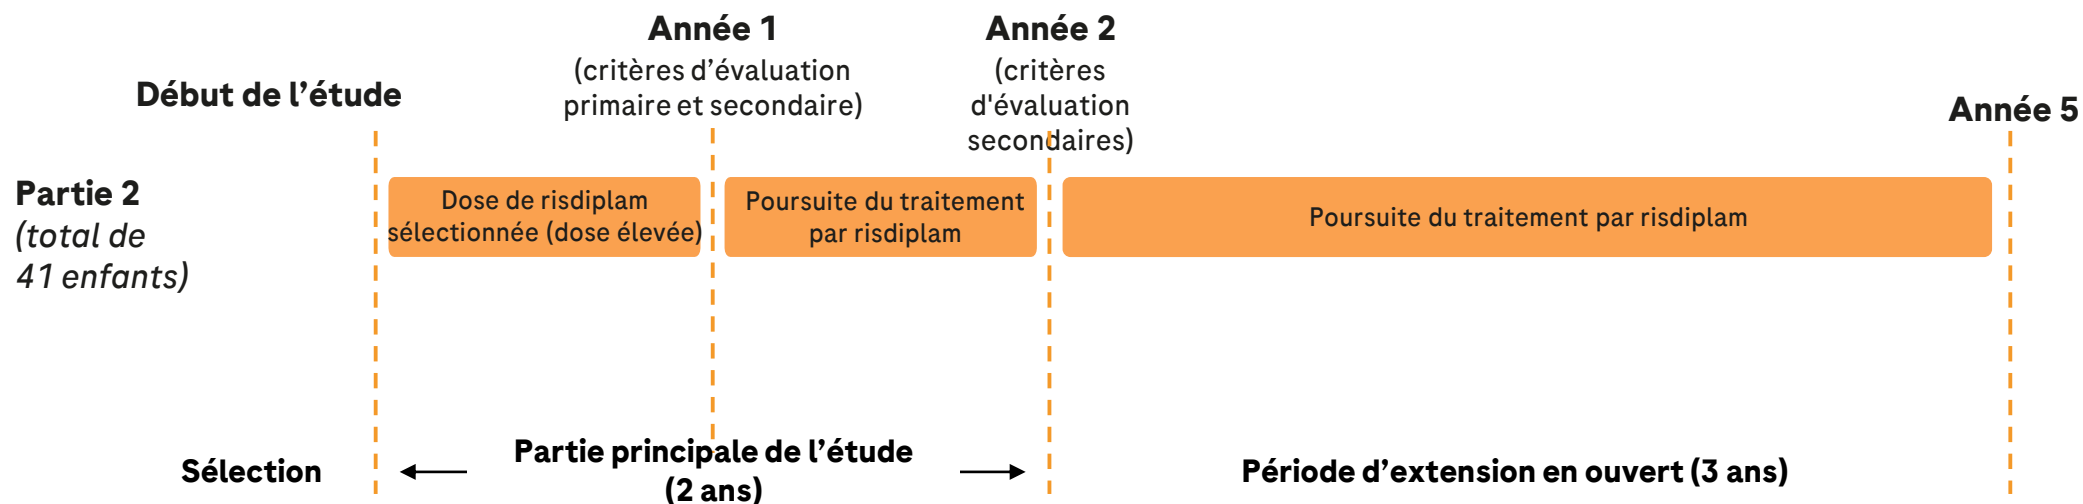 Début de l’étude
Année 1
(critères d’évaluation
primaire et secondaire)
Année 2
(critères
d'évaluation
secondaires)
Année 5
Partie 2
(total de
41 enfants)
Dose de risdiplam
sélectionnée (dose élevée)
Poursuite du traitement
par risdiplam
Poursuite du traitement par risdiplam
Sélection
Partie principale de l’étude
(2 ans)
Période d’extension en ouvert (3 ans)